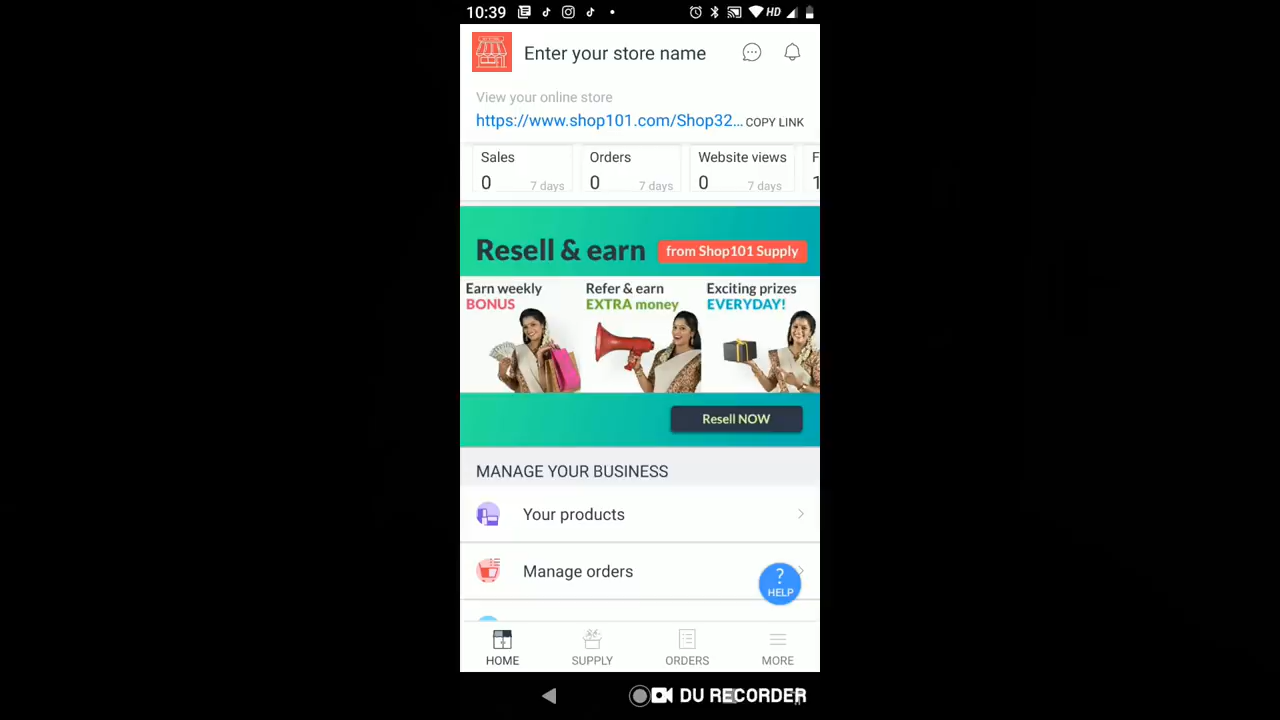 10:39 HD
Enter your store name
View your online store
https://www.shop101.com/Shop32... COPY LINK
Sales Orders Website views F
0 7 days 0 7 days 0 7 days 1
Resell & earn from Shop101 Supply
Earn weekly Refer & earn Exciting prizes
BONUS EXTRA money EVERYDAY!
Resell NOW
MANAGE YOUR BUSINESS
Your products
Manage orders
?
HELP
HOME SUPPLY ORDERS MORE
DU RECORDER